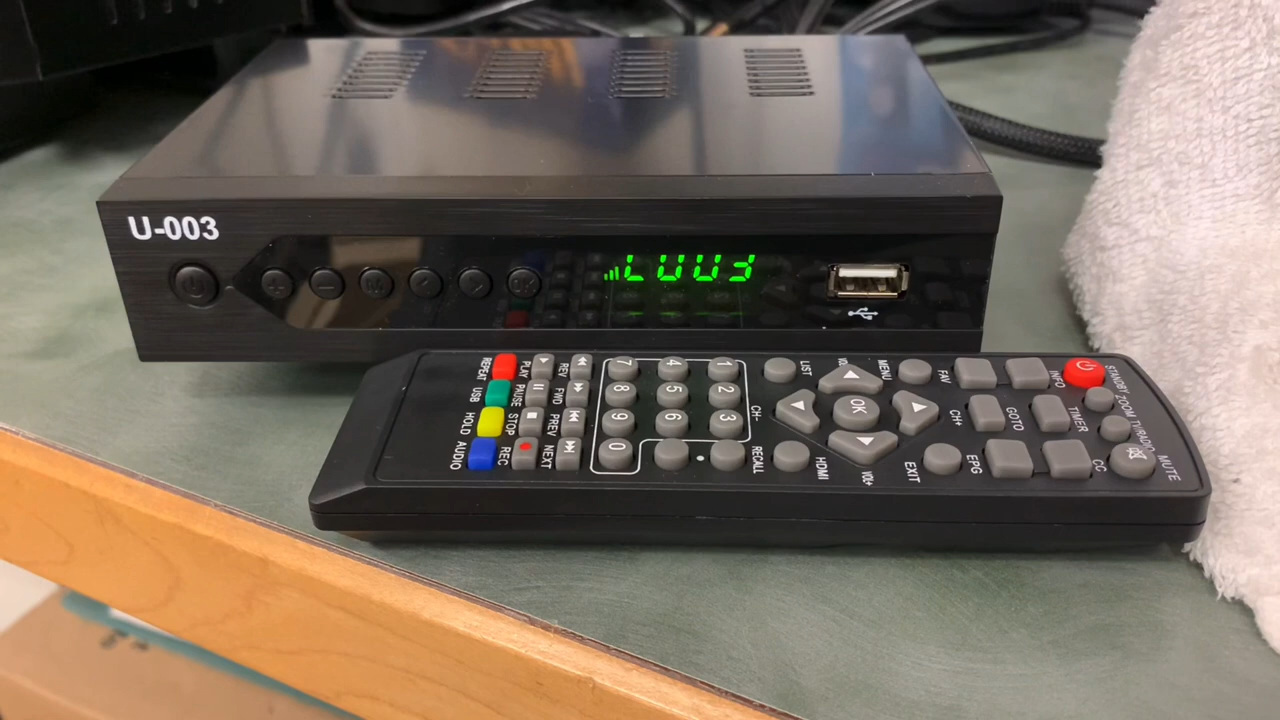 U-003
OK
REPEAT
USB
HOLD
AUDIO
PLAY
PAUSE
STOP
REC
REV
FWD
PREV
NEXT
7
8
9
0
4
5
6
1
2
3
CH-
RECALL
LIST
HDMI
OK
VOL+
MENU
EXIT
FAV
CH+
EPG
GOTO
INFO
TIMER
CC
STANDBY
ZOOM
TV/RADIO
MUTE